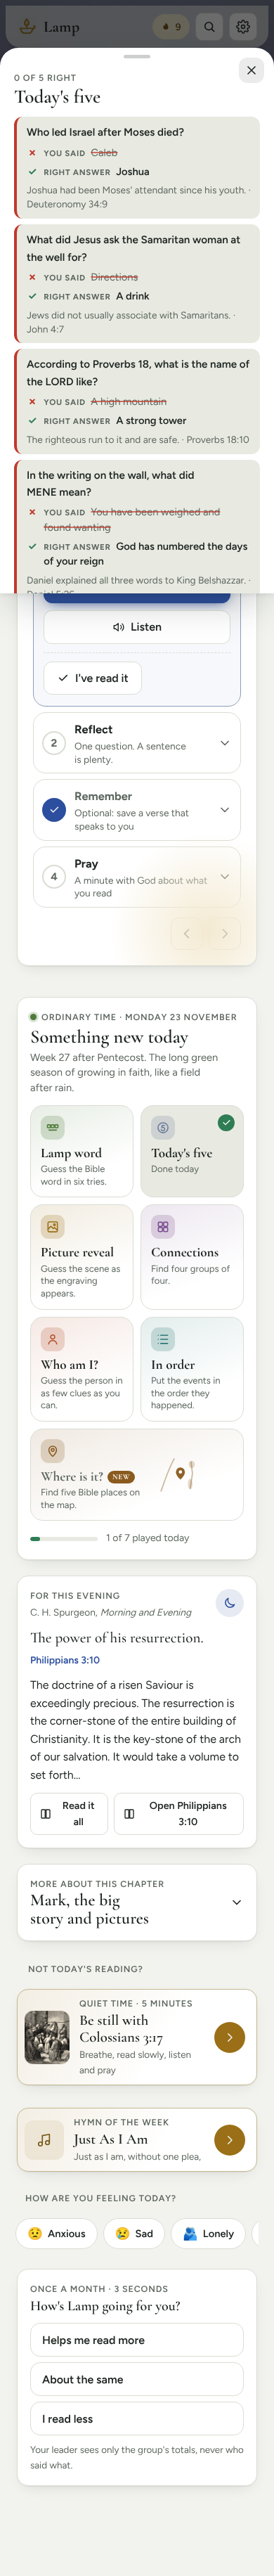 Lamp
9
0 OF 5 RIGHT
Today's five
Who led Israel after Moses died?
YOU SAID Caleb
RIGHT ANSWER Joshua
Joshua had been Moses' attendant since his youth. ·
Deuteronomy 34:9
What did Jesus ask the Samaritan woman at
the well for?
YOU SAID Directions
RIGHT ANSWER A drink
Jews did not usually associate with Samaritans. ·
John 4:7
According to Proverbs 18, what is the name of
the LORD like?
YOU SAID A high mountain
RIGHT ANSWER A strong tower
The righteous run to it and are safe. · Proverbs 18:10
In the writing on the wall, what did
MENE mean?
YOU SAID You have been weighed and
found wanting
RIGHT ANSWER God has numbered the days
of your reign
Daniel explained all three words to King Belshazzar. ·
Listen
I've read it
2
Reflect
One question. A sentence
is plenty.
Remember
Optional: save a verse that
speaks to you
4
Pray
A minute with God about what
you read
ORDINARY TIME · MONDAY 23 NOVEMBER
Something new today
Week 27 after Pentecost. The long green
season of growing in faith, like a field
after rain.
Lamp word
Guess the Bible
word in six tries.
5
Today's five
Done today
Picture reveal
Guess the scene as
the engraving
appears.
Connections
Find four groups of
four.
Who am I?
Guess the person in
as few clues as you
can.
In order
Put the events in
the order they
happened.
Where is it? NEW
Find five Bible places on
the map.
1 of 7 played today
FOR THIS EVENING
C. H. Spurgeon, Morning and Evening
The power of his resurrection.
Philippians 3:10
The doctrine of a risen Saviour is
exceedingly precious. The resurrection is
the corner-stone of the entire building of
Christianity. It is the key-stone of the arch
of our salvation. It would take a volume to
set forth...
Read it
all
Open Philippians
3:10
MORE ABOUT THIS CHAPTER
Mark, the big
story and pictures
NOT TODAY'S READING?
QUIET TIME · 5 MINUTES
Be still with
Colossians 3:17
Breathe, read slowly, listen
and pray
HYMN OF THE WEEK
Just As I Am
Just as I am, without one plea,
HOW ARE YOU FEELING TODAY?
Anxious
Sad
Lonely
ONCE A MONTH · 3 SECONDS
How's Lamp going for you?
Helps me read more
About the same
I read less
Your leader sees only the group's totals, never who
said what.